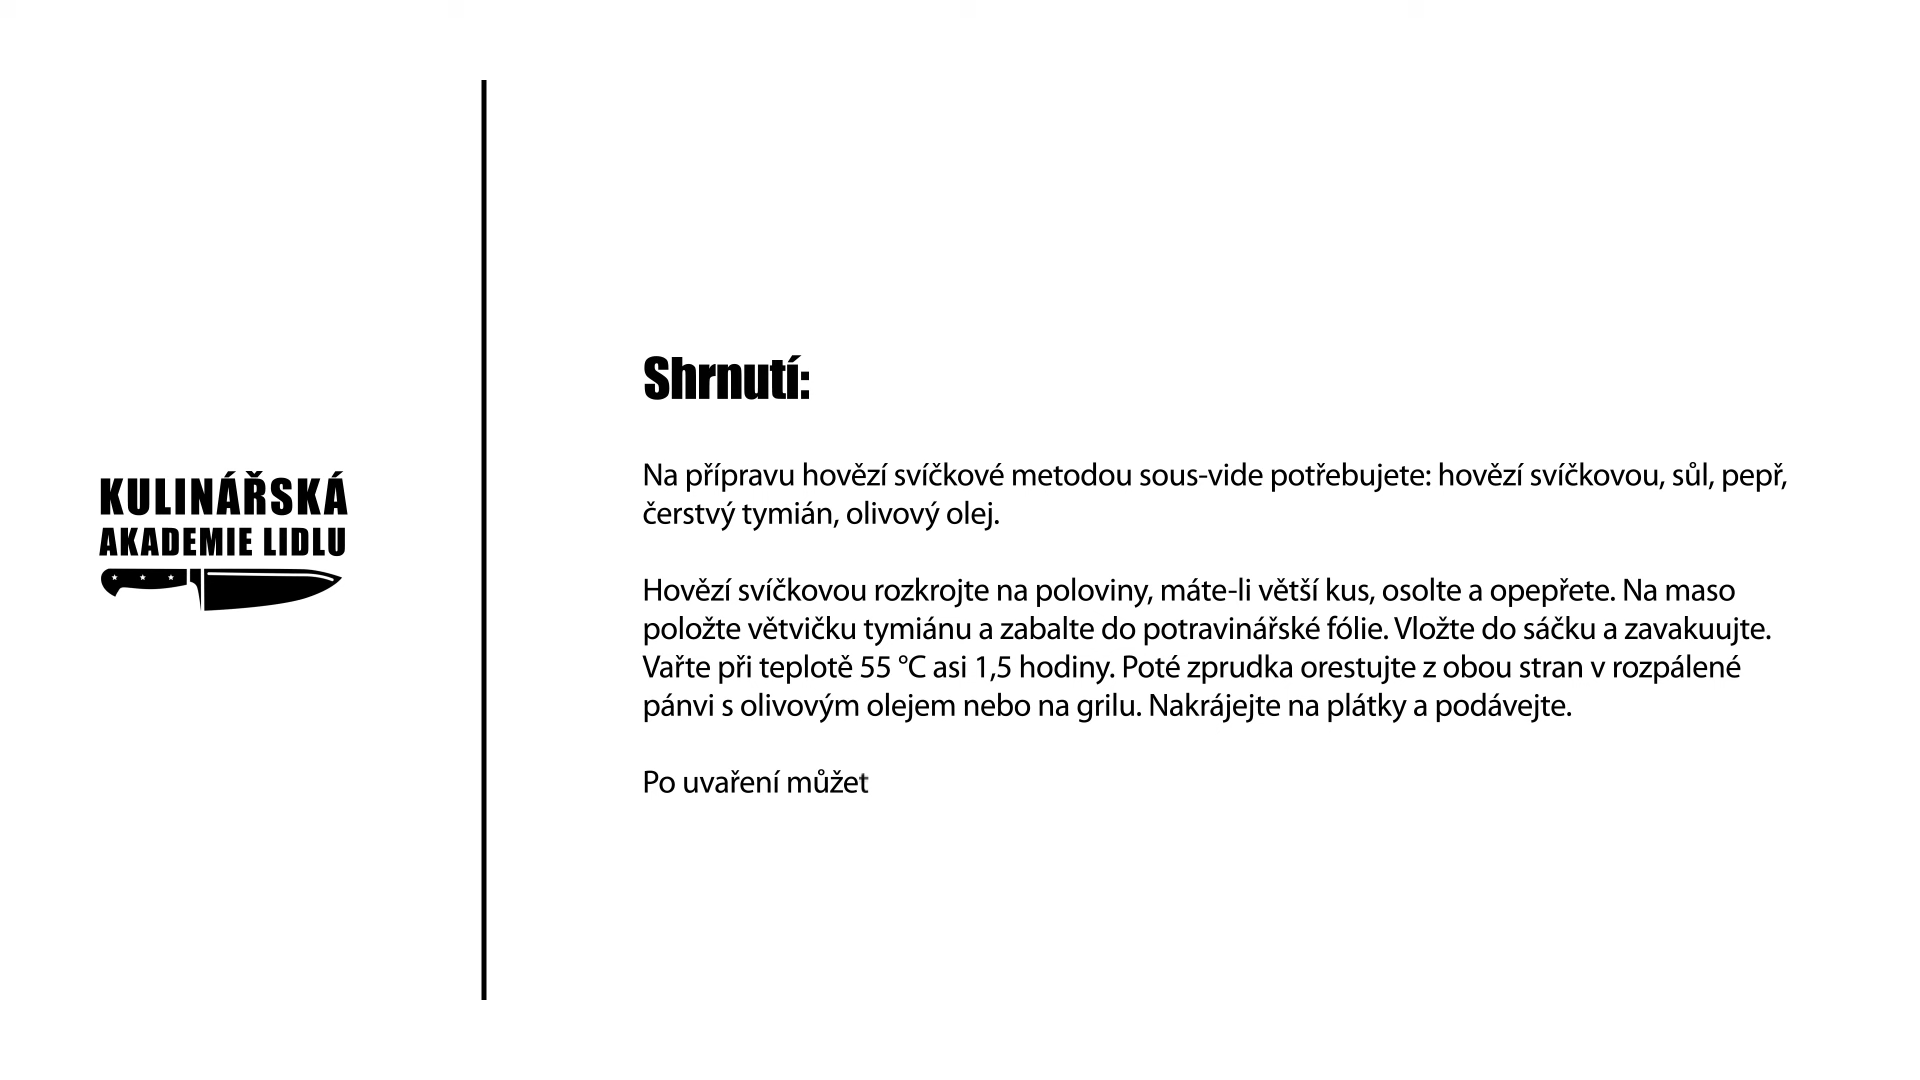 KULINÁŘSKÁ
AKADEMIE LIDLU
Shrnutí:
Na přípravu hovězí svíčkové metodou sous-vide potřebujete: hovězí svíčkovou, sůl, pepř,
čerstvý tymián, olivový olej.
Hovězí svíčkovou rozkrojte na poloviny, máte-li větší kus, osolte a opepřete. Na maso
položte větvičku tymiánu a zabalte do potravinářské fólie. Vložte do sáčku a zavakuujte.
Vařte při teplotě 55 °C asi 1,5 hodiny. Poté zprudka orestujte z obou stran v rozpálené
pánvi s olivovým olejem nebo na grilu. Nakrájejte na plátky a podávejte.
Po uvaření můžet